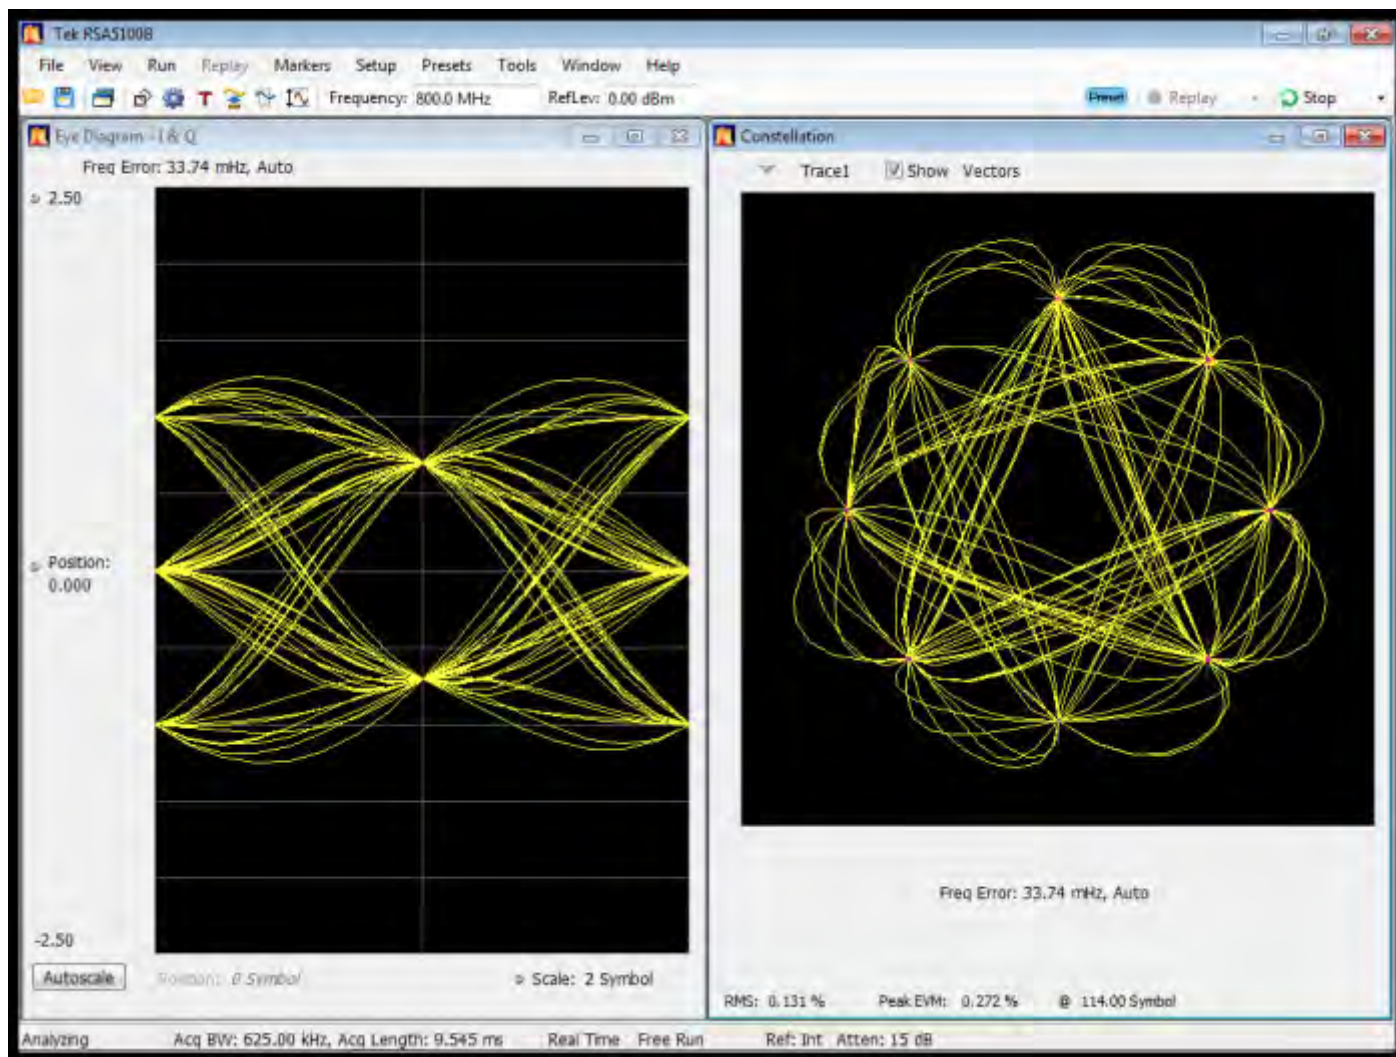 Tek RSA5100B
File View Run Replay Markers Setup Presets Tools Window Help
Frequency: 800.0 MHz RefLev: 0.00 dBm Preset Replay Stop
Eye Diagram - I & Q
Freq Error: 33.74 mHz, Auto
2.50
Position:
0.000
-2.50
Autoscale Position: 0 Symbol Scale: 2 Symbol
Constellation
Trace1 Show Vectors
Freq Error: 33.74 mHz, Auto
RMS: 0.131 % Peak EVM: 0.272 % @ 114.00 Symbol
Analyzing Acq BW: 625.00 kHz, Acq Length: 9.545 ms Real Time Free Run Ref: Int Atten: 15 dB